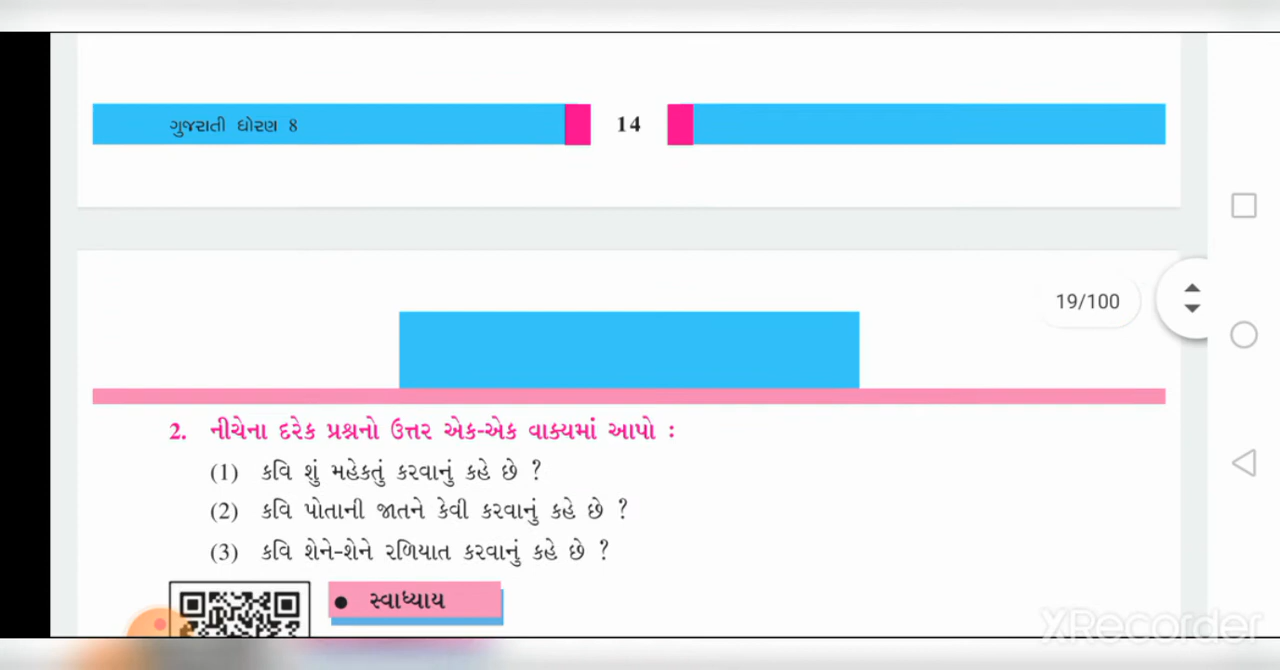 ગુજરાતી ધોરણ 8
14
19/100
2. નીચેના દરેક પ્રશ્નનો ઉત્તર એક-એક વાક્યમાં આપો :
(1) કવિ શું મહેકતું કરવાનું કહે છે ?
(2) કવિ પોતાની જાતને કેવી કરવાનું કહે છે ?
(3) કવિ શેને-શેને રળિયાત કરવાનું કહે છે ?
● સ્વાધ્યાય
XRecorder